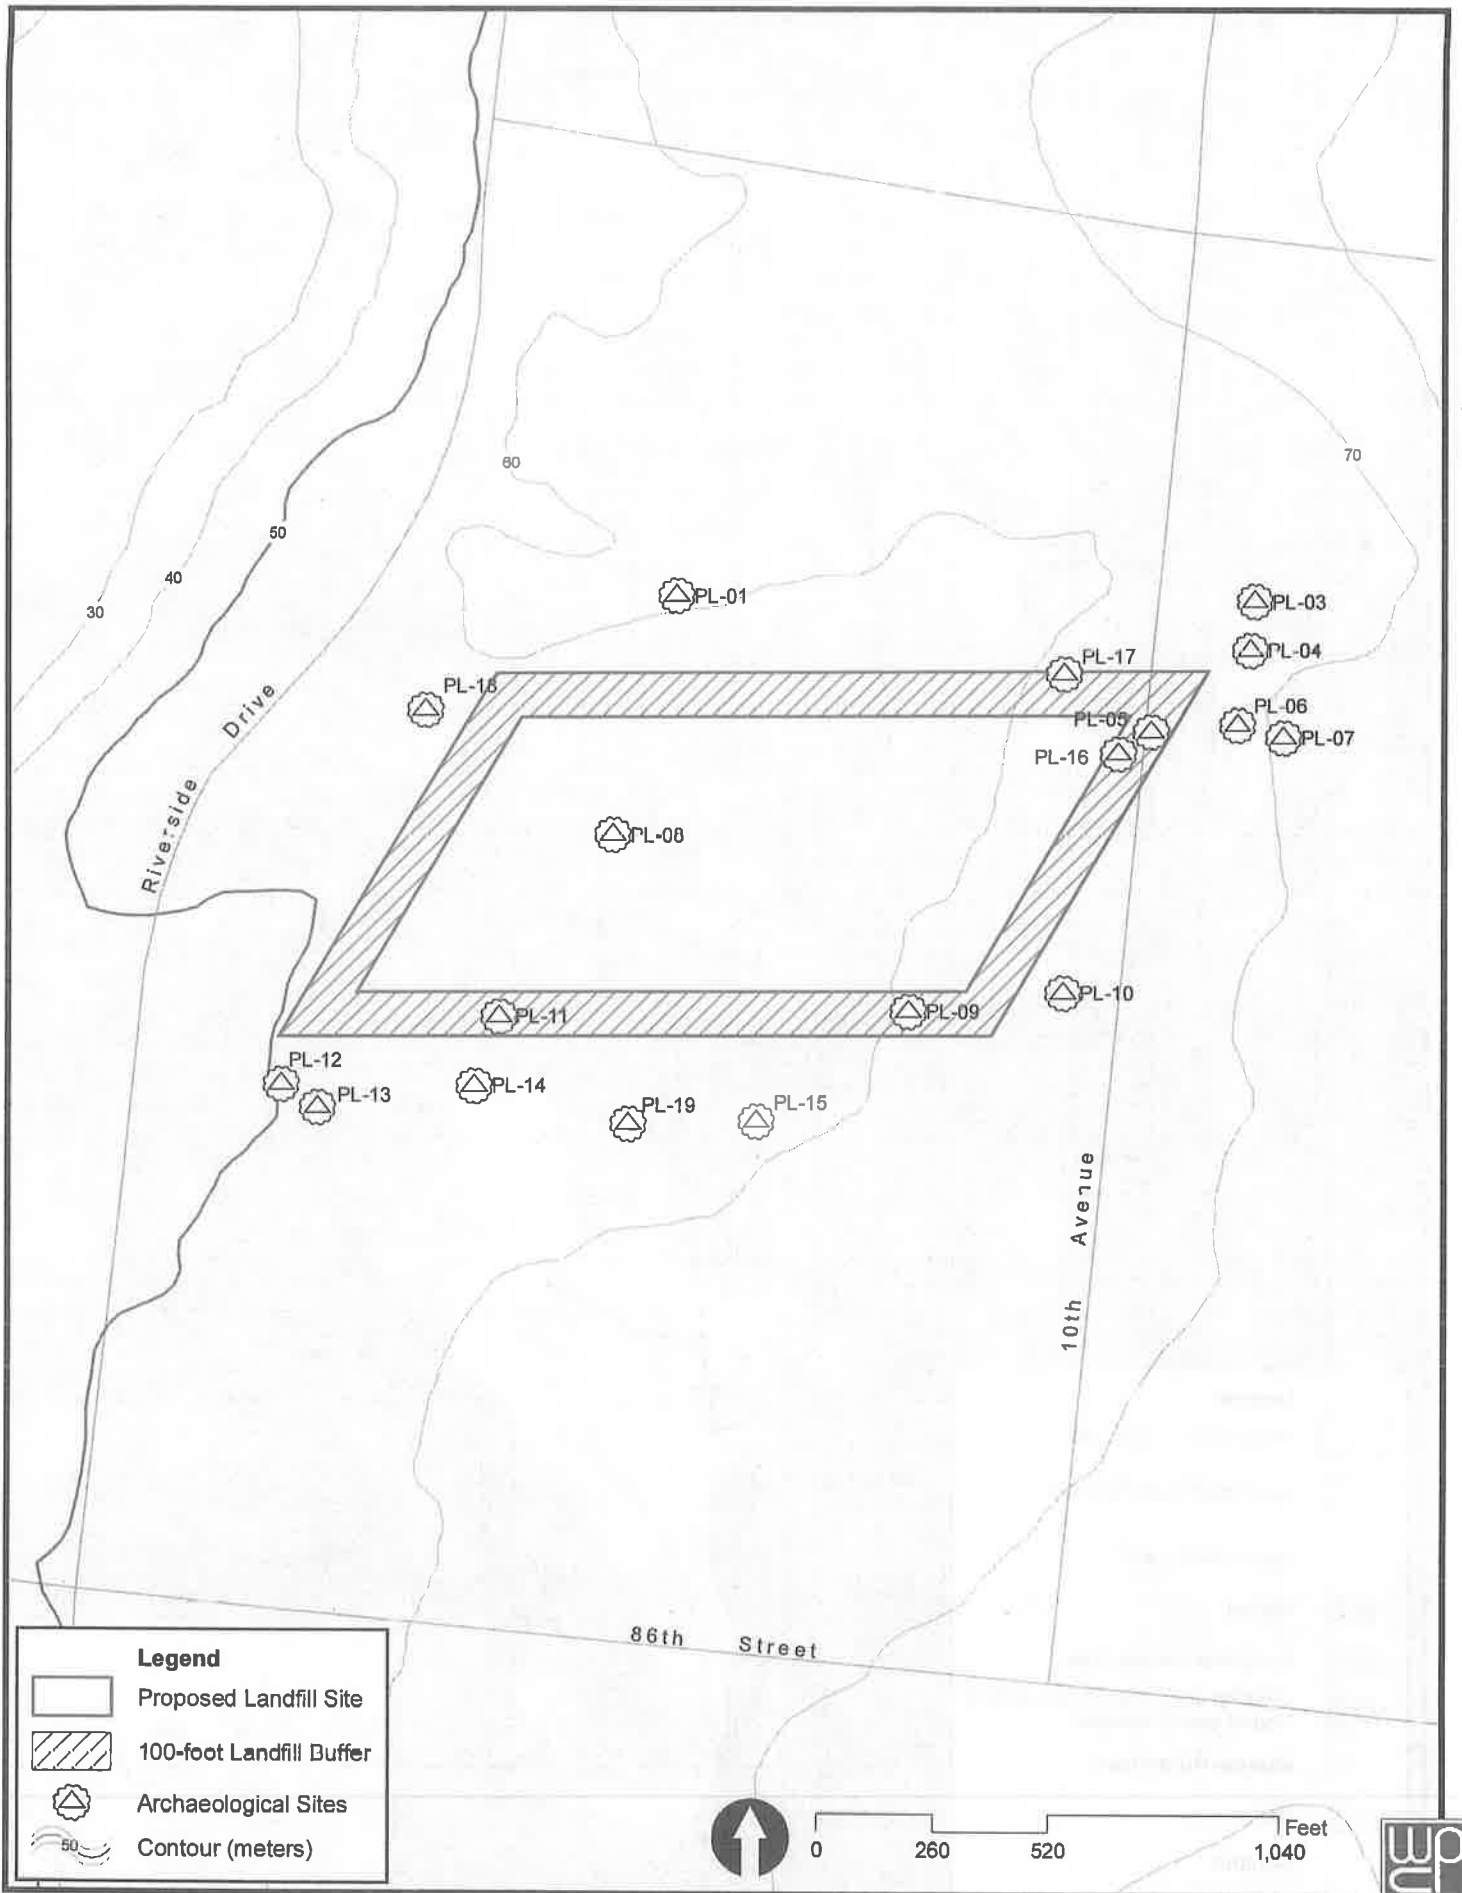 60
70
50
40
30
PL-01
PL-03
PL-04
PL-17
PL-18
PL-06
PL-05
PL-07
PL-16
Riverside Drive
PL-08
PL-10
PL-11
PL-09
PL-12
PL-13
PL-14
PL-19
PL-15
10th Avenue
86th Street
Legend
Proposed Landfill Site
100-foot Landfill Buffer
Archaeological Sites
50
Contour (meters)
Feet
0 260 520 1,040